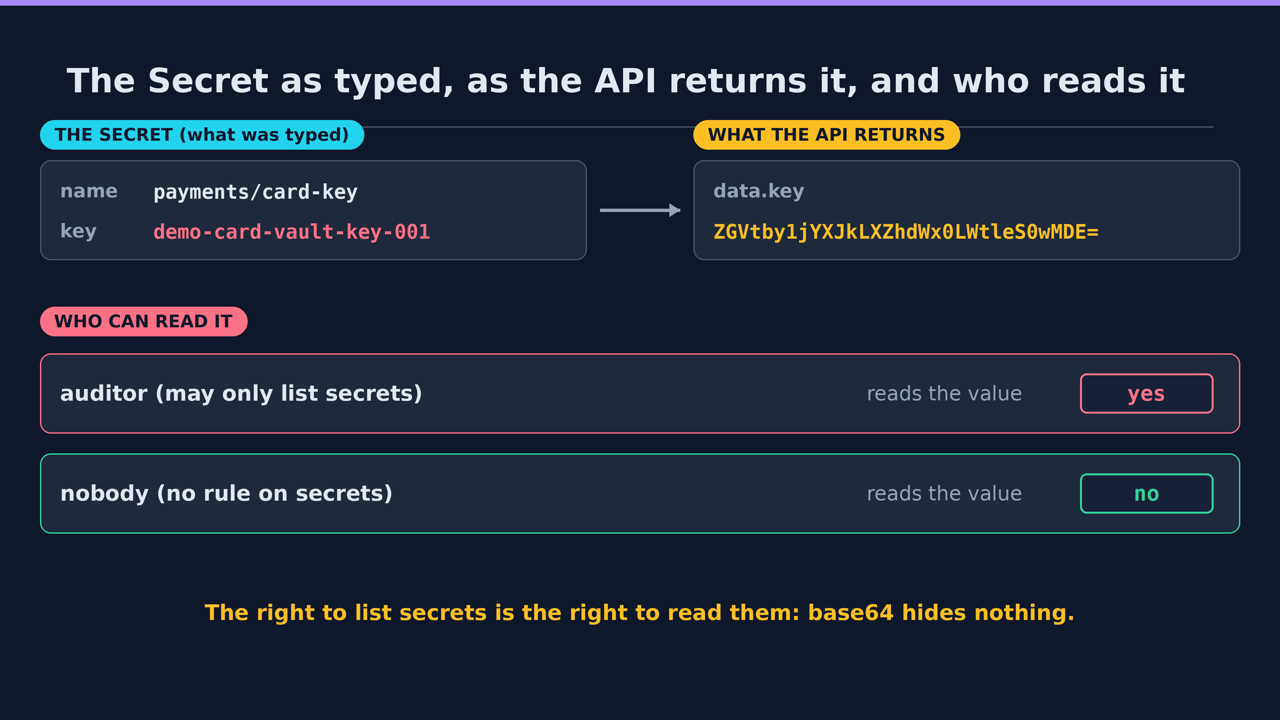 The Secret as typed, as the API returns it, and who reads it
THE SECRET (what was typed)
name payments/card-key
key demo-card-vault-key-001
WHAT THE API RETURNS
data.key
ZGVtby1jYXJkLXZhdWx0LWtleS0wMDE=
WHO CAN READ IT
auditor (may only list secrets) reads the value yes
nobody (no rule on secrets) reads the value no
The right to list secrets is the right to read them: base64 hides nothing.